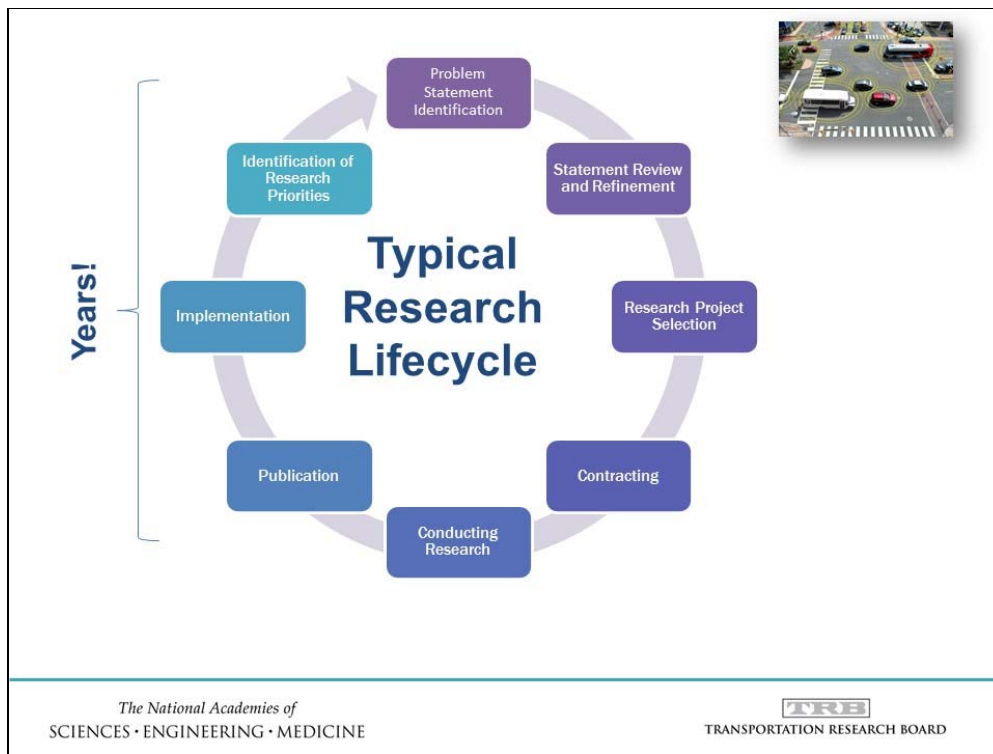 Problem
Statement
Identification
Statement Review
and Refinement
Research Project
Selection
Contracting
Conducting
Research
Publication
Implementation
Identification of
Research
Priorities
Typical
Research
Lifecycle
Years!
The National Academies of
SCIENCES • ENGINEERING • MEDICINE
TRB
TRANSPORTATION RESEARCH BOARD